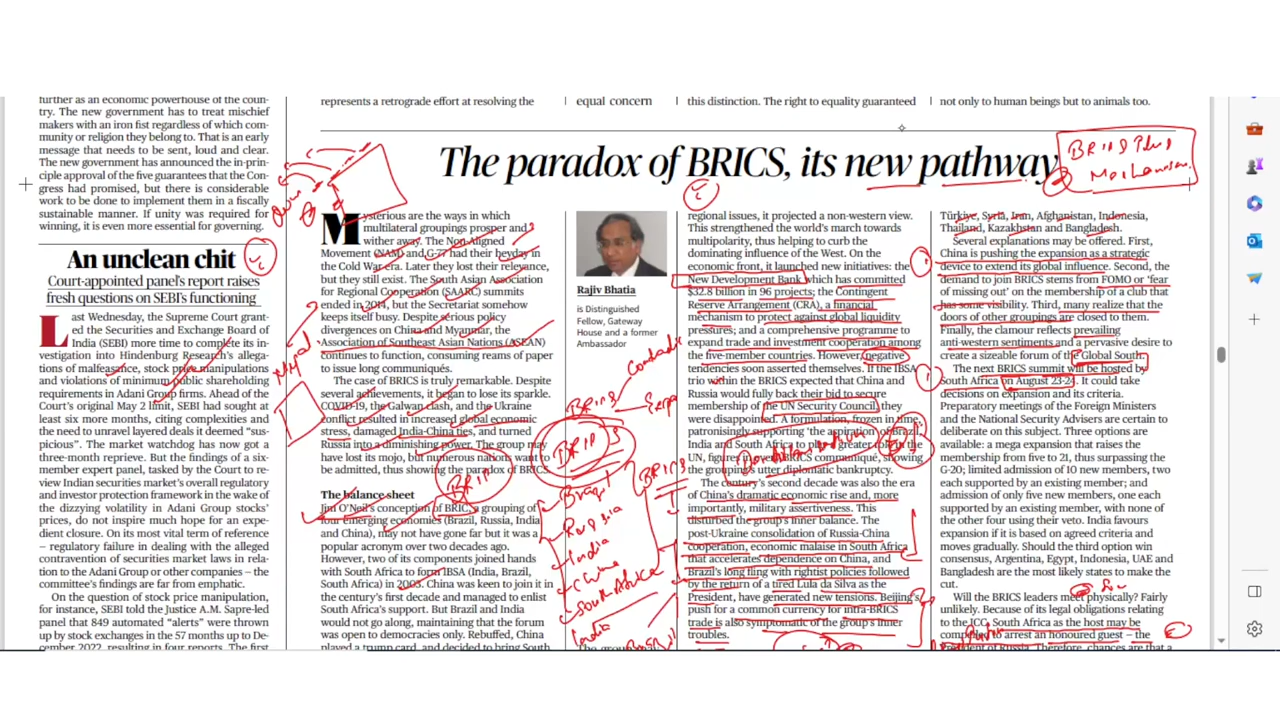 further as an economic powerhouse of the coun-
try. The new government has to treat mischief
makers with an iron fist regardless of which com-
munity or religion they belong to. That is an early
message that needs to be sent, loud and clear.
The new government has announced the in-prin-
ciple approval of the five guarantees that the Con-
gress had promised, but there is considerable
work to be done to implement them in a fiscally
sustainable manner. If unity was required for
winning, it is even more essential for governing.
An unclean chit
Court-appointed panel's report raises
fresh questions on SEBI's functioning
Last Wednesday, the Supreme Court grant-
ed the Securities and Exchange Board of
India (SEBI) more time to complete its in-
vestigation into Hindenburg Research's allega-
tions of malfeasance, stock price manipulations
and violations of minimum public shareholding
requirements in Adani Group firms. Ahead of the
Court's original May 2 limit, SEBI had sought at
least six more months, citing complexities and
the need to unravel layered deals it deemed "sus-
picious". The market watchdog has now got a
three-month reprieve. But the findings of a six-
member expert panel, tasked by the Court to re-
view Indian securities market's overall regulatory
and investor protection framework in the wake of
the dizzying volatility in Adani Group stocks'
prices, do not inspire much hope for an expe-
dient closure. On its most vital term of reference
- regulatory failure in dealing with the alleged
contravention of securities market laws in rela-
tion to the Adani Group or other companies – the
committee's findings are far from emphatic.
On the question of stock price manipulation,
for instance, SEBI told the Justice A.M. Sapre-led
panel that 849 automated "alerts" were thrown
up by stock exchanges in the 57 months up to De-
cember 2022, resulting in four reports. The first
represents a retrograde effort at resolving the
equal concern
this distinction. The right to equality guaranteed
not only to human beings but to animals too.
The paradox of BRICS, its new pathway
BRICS Plus
Mechanism
Mysterious are the ways in which
multilateral groupings prosper and
wither away. The Non-Aligned
Movement (NAM) and G-77 had their heyday in
the Cold War era. Later they lost their relevance,
but they still exist. The South Asian Association
for Regional Cooperation (SAARC) summits
ended in 2014, but the Secretariat somehow
keeps itself busy. Despite serious policy
divergences on China and Myanmar, the
Association of Southeast Asian Nations (ASEAN)
continues to function, consuming reams of paper
to issue long communiqués.
The case of BRICS is truly remarkable. Despite
several achievements, it began to lose its sparkle.
COVID-19, the Galwan clash, and the Ukraine
conflict resulted in increased global economic
stress, damaged India-China ties, and turned
Russia into a diminishing power. The group may
have lost its mojo, but numerous nations want to
be admitted, thus showing the paradox of BRICS.
The balance sheet
Jim O'Neil's conception of BRIC, a grouping of
four emerging economies (Brazil, Russia, India
and China), may not have gone far but it was a
popular acronym over two decades ago.
However, two of its components joined hands
with South Africa to form IBSA (India, Brazil,
South Africa) in 2003. China was keen to join it in
the century's first decade and managed to enlist
South Africa's support. But Brazil and India
would not go along, maintaining that the forum
was open to democracies only. Rebuffed, China
played a trump card, and decided to bring South
Rajiv Bhatia
is Distinguished
Fellow, Gateway
House and a former
Ambassador
BRICS
Brazil
Russia
India
China
South Africa
regional issues, it projected a non-western view.
This strengthened the world's march towards
multipolarity, thus helping to curb the
dominating influence of the West. On
the economic front, it launched new initiatives: the
New Development Bank which has committed
$32.8 billion in 96 projects; the Contingent
Reserve Arrangement (CRA), a financial
mechanism to protect against global liquidity
pressures; and a comprehensive programme to
expand trade and investment cooperation among
the five-member countries. However, negative
tendencies soon asserted themselves. If the IBSA
trio within the BRICS expected that China and
Russia would fully back their bid to secure
membership of the UN Security Council, they
were disappointed. A formulation, frozen in time,
patronisingly supporting 'the aspiration of Brazil,
India and South Africa to play a greater role in the
UN, figures in every BRICS communiqué, showing
the grouping's utter diplomatic bankruptcy.
The century's second decade was also the era
of China's dramatic economic rise and, more
importantly, military assertiveness. This
disturbed the group's inner balance. The
post-Ukraine consolidation of Russia-China
cooperation, economic malaise in South Africa
that accelerates dependence on China, and
Brazil's long fling with rightist policies followed
by the return of a tired Lula da Silva as the
President, have generated new tensions. Beijing's
push for a common currency for intra-BRICS
trade is also symptomatic of the group's inner
troubles.
Türkiye, Syria, Iran, Afghanistan, Indonesia,
Thailand, Kazakhstan and Bangladesh.
Several explanations may be offered. First,
China is pushing the expansion as a strategic
device to extend its global influence. Second, the
demand to join BRICS stems from FOMO or 'fear
of missing out' on the membership of a club that
has some visibility. Third, many realize that the
doors of other groupings are closed to them.
Finally, the clamour reflects prevailing
anti-western sentiments and a pervasive desire to
create a sizeable forum of the Global South.
The next BRICS summit will be hosted by
South Africa on August 23-24. It could take
decisions on expansion and its criteria.
Preparatory meetings of the Foreign Ministers
and the National Security Advisers are certain to
deliberate on this subject. Three options are
available: a mega expansion that raises the
membership from five to 21, thus surpassing the
G-20; limited admission of 10 new members, two
each supported by an existing member; and
admission of only five new members, one each
supported by an existing member, with none of
the other four using their veto. India favours
expansion if it is based on agreed criteria and
moves gradually. Should the third option win
consensus, Argentina, Egypt, Indonesia, UAE and
Bangladesh are the most likely states to make the
cut.
Will the BRICS leaders meet physically? Fairly
unlikely. Because of its legal obligations relating
to the ICC, South Africa as the host may be
compelled to arrest an honoured guest – the
President of Russia. Therefore, chances are that a